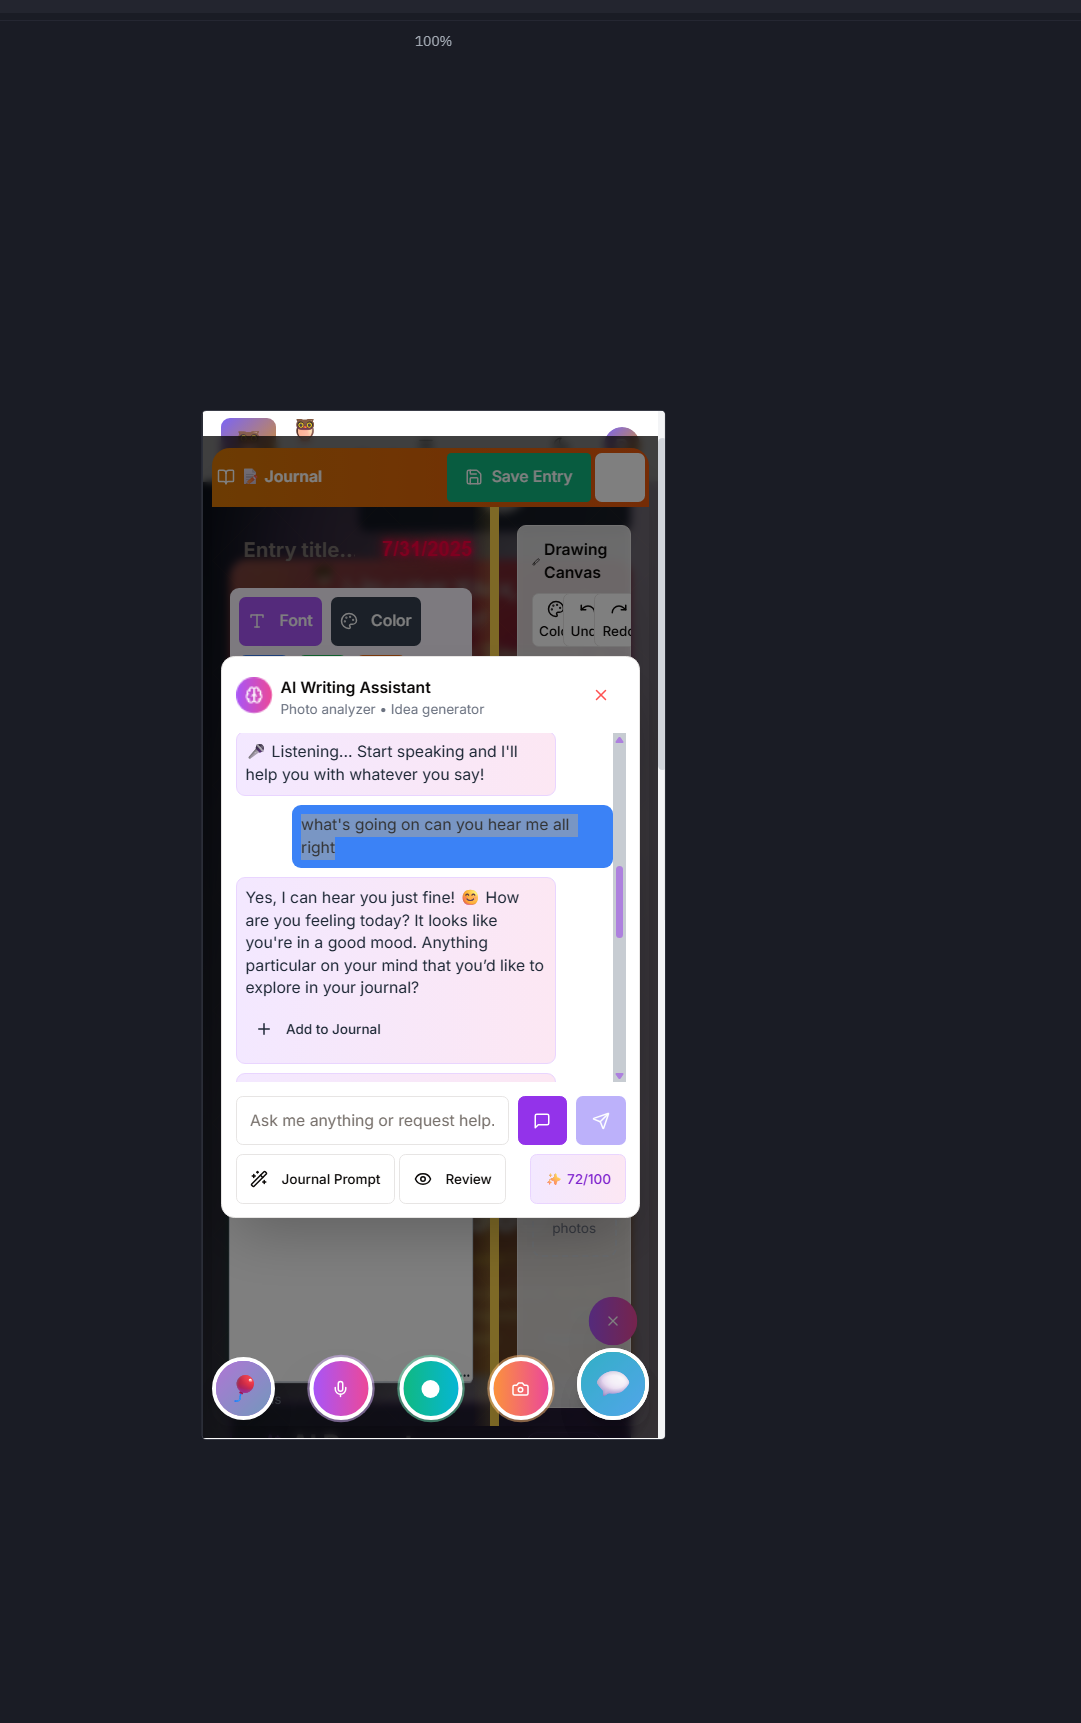 100%
Journal
Save Entry
Entry title..
7/31/2025
Drawing
Canvas
Font
Color
Colo
Und
Redo
AI Writing Assistant
Photo analyzer • Idea generator
🎤 Listening... Start speaking and I'll
help you with whatever you say!
what's going on can you hear me all
right
Yes, I can hear you just fine! 😊 How
are you feeling today? It looks like
you're in a good mood. Anything
particular on your mind that you’d like to
explore in your journal?
Add to Journal
Ask me anything or request help.
Journal Prompt
Review
✨ 72/100
photos